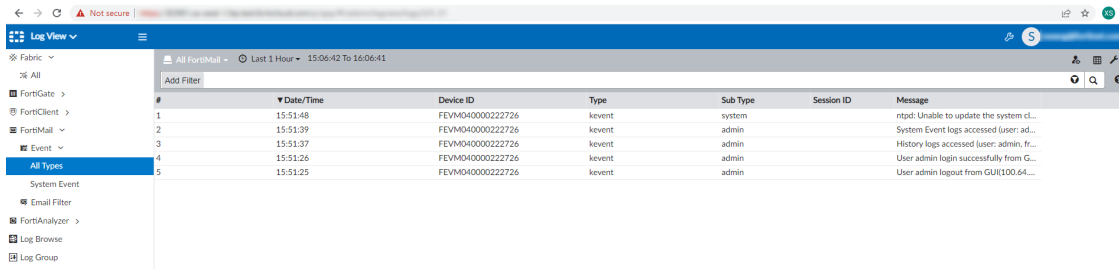 Not secure
XS
Log View
S
Fabric
All
FortiGate
FortiClient
FortiMail
Event
All Types
System Event
Email Filter
FortiAnalyzer
Log Browse
Log Group
All FortiMail Last 1 Hour 15:06:42 To 16:06:41
Add Filter
# Date/Time Device ID Type Sub Type Session ID Message
1 15:51:48 FEVM040000222726 kevent system ntpd: Unable to update the system cl...
2 15:51:39 FEVM040000222726 kevent admin System Event logs accessed (user: ad...
3 15:51:37 FEVM040000222726 kevent admin History logs accessed (user: admin, fr...
4 15:51:26 FEVM040000222726 kevent admin User admin login successfully from G...
5 15:51:25 FEVM040000222726 kevent admin User admin logout from GUI(100.64....